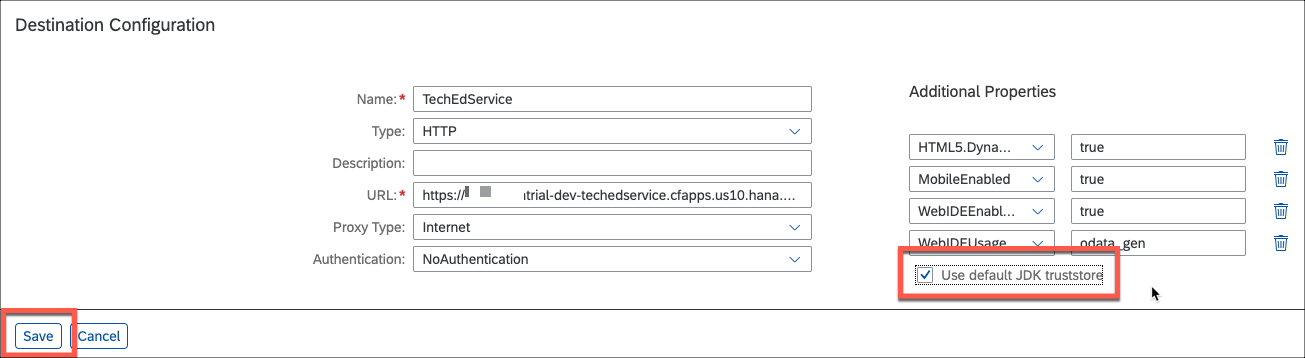 Destination Configuration
Name:* TechEdService
Type: HTTP
Description:
URL:* https:// trial-dev-techedservice.cfapps.us10.hana....
Proxy Type: Internet
Authentication: NoAuthentication
Additional Properties
HTML5.Dyna... true
MobileEnabled true
WebIDEEnabl... true
WebIDEUsage odata_gen
Use default JDK truststore
Save Cancel